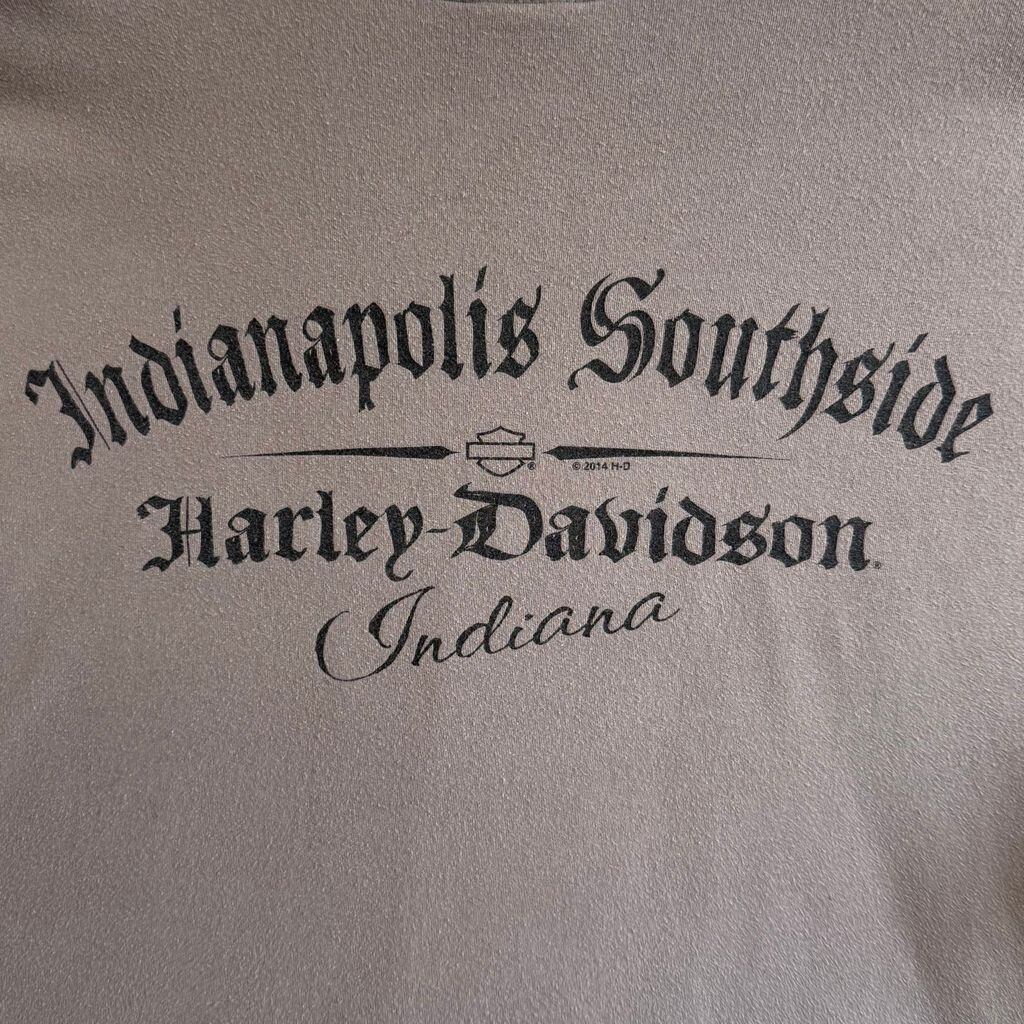 Indianapolis Southside
® © 2014 H-D
Harley-Davidson®
Indiana